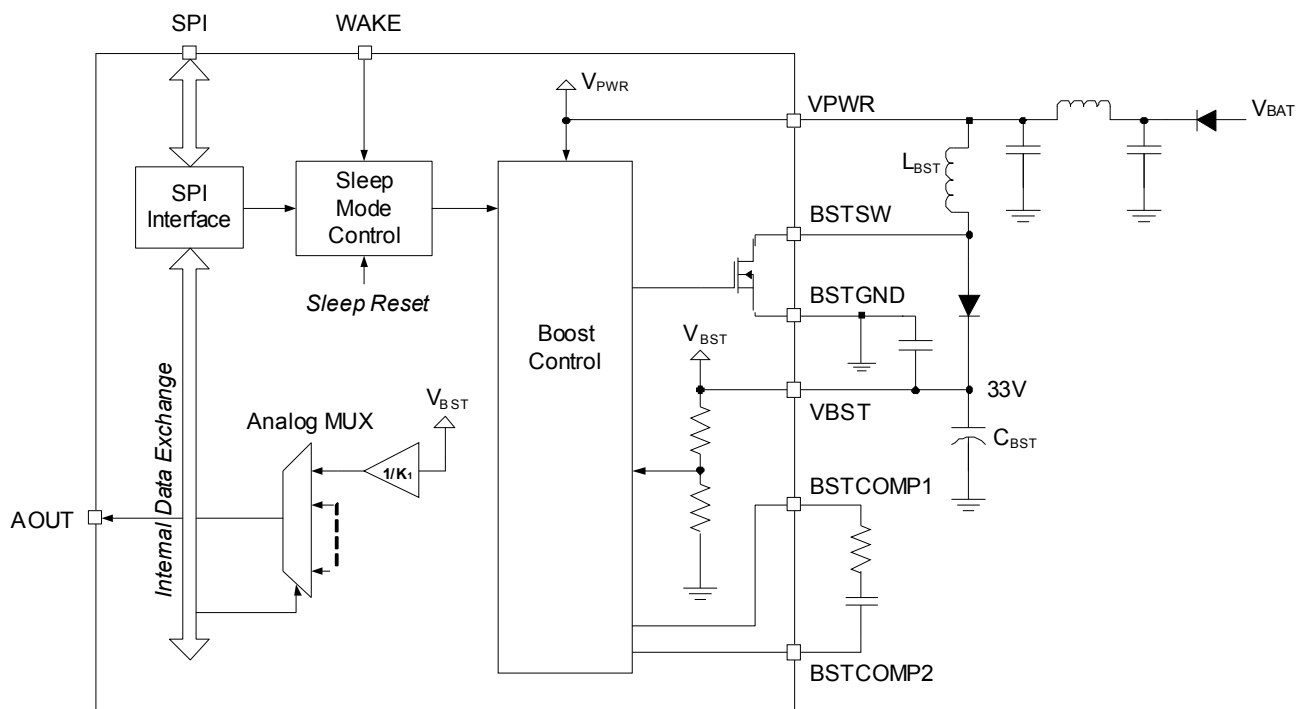 SPI
WAKE
VPWR
VPWR
VBAT
LBST
SPI
Interface
Sleep
Mode
Control
BSTSW
Sleep Reset
BSTGND
Boost
Control
VBST
33V
VBST
CBST
Internal Data Exchange
Analog MUX
VBST
1/K1
BSTCOMP1
AOUT
BSTCOMP2